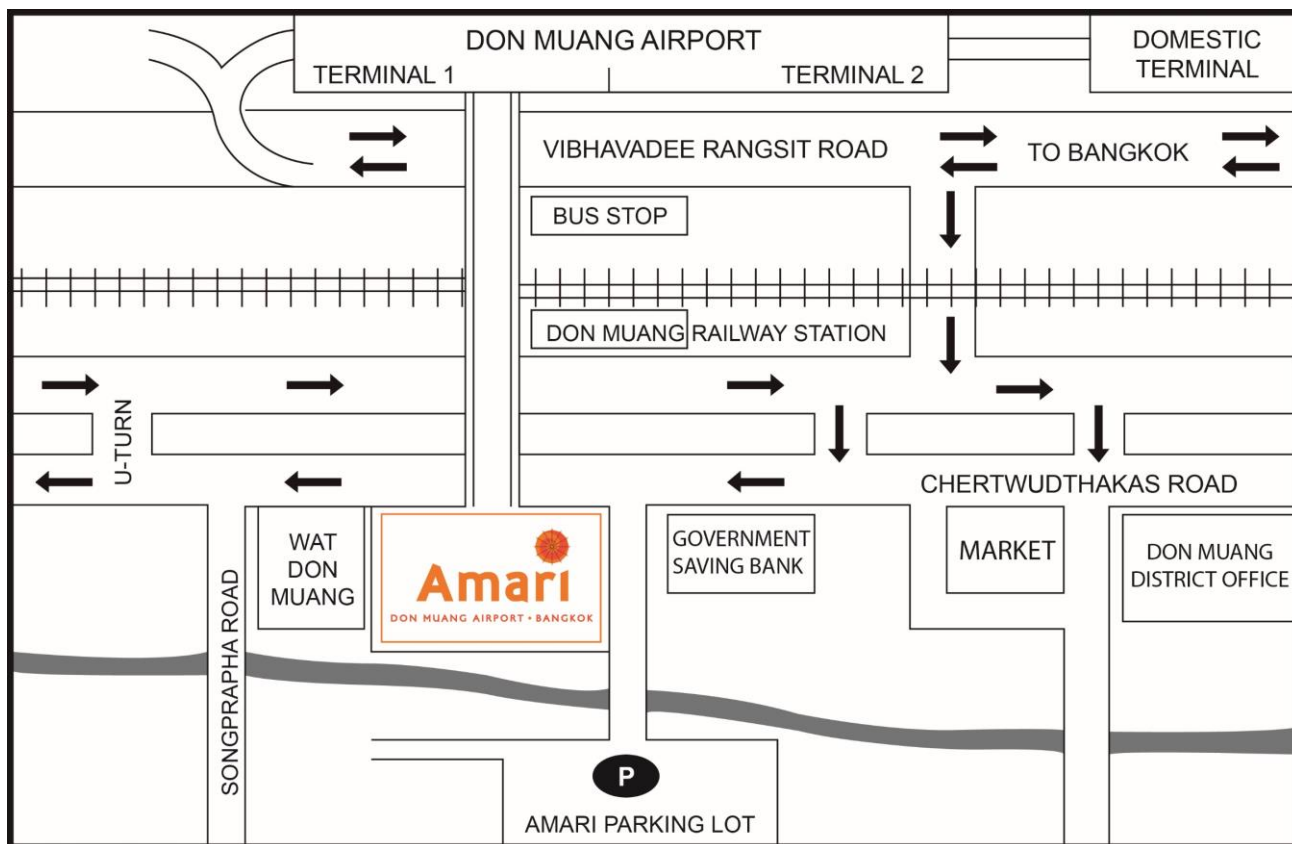 DON MUANG AIRPORT
TERMINAL 1
TERMINAL 2
DOMESTIC
TERMINAL
VIBHAVADEE RANGSIT ROAD
TO BANGKOK
BUS STOP
DON MUANG RAILWAY STATION
U-TURN
CHERTWUDTHAKAS ROAD
SONGPRAPHA ROAD
WAT
DON
MUANG
Amari
DON MUANG AIRPORT • BANGKOK
GOVERNMENT
SAVING BANK
MARKET
DON MUANG
DISTRICT OFFICE
P
AMARI PARKING LOT